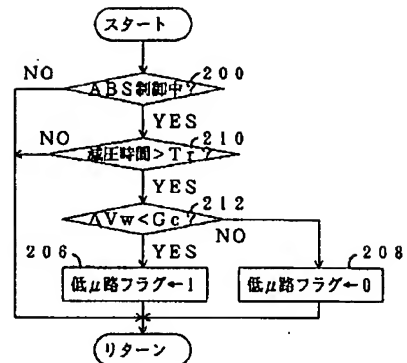 スタート
NO
200
ABS制御中?
YES
NO
210
減圧時間>Tr?
YES
212
ΔVw<Gc?
NO
206
YES
208
低μ路フラグ←1
低μ路フラグ←0
リターン